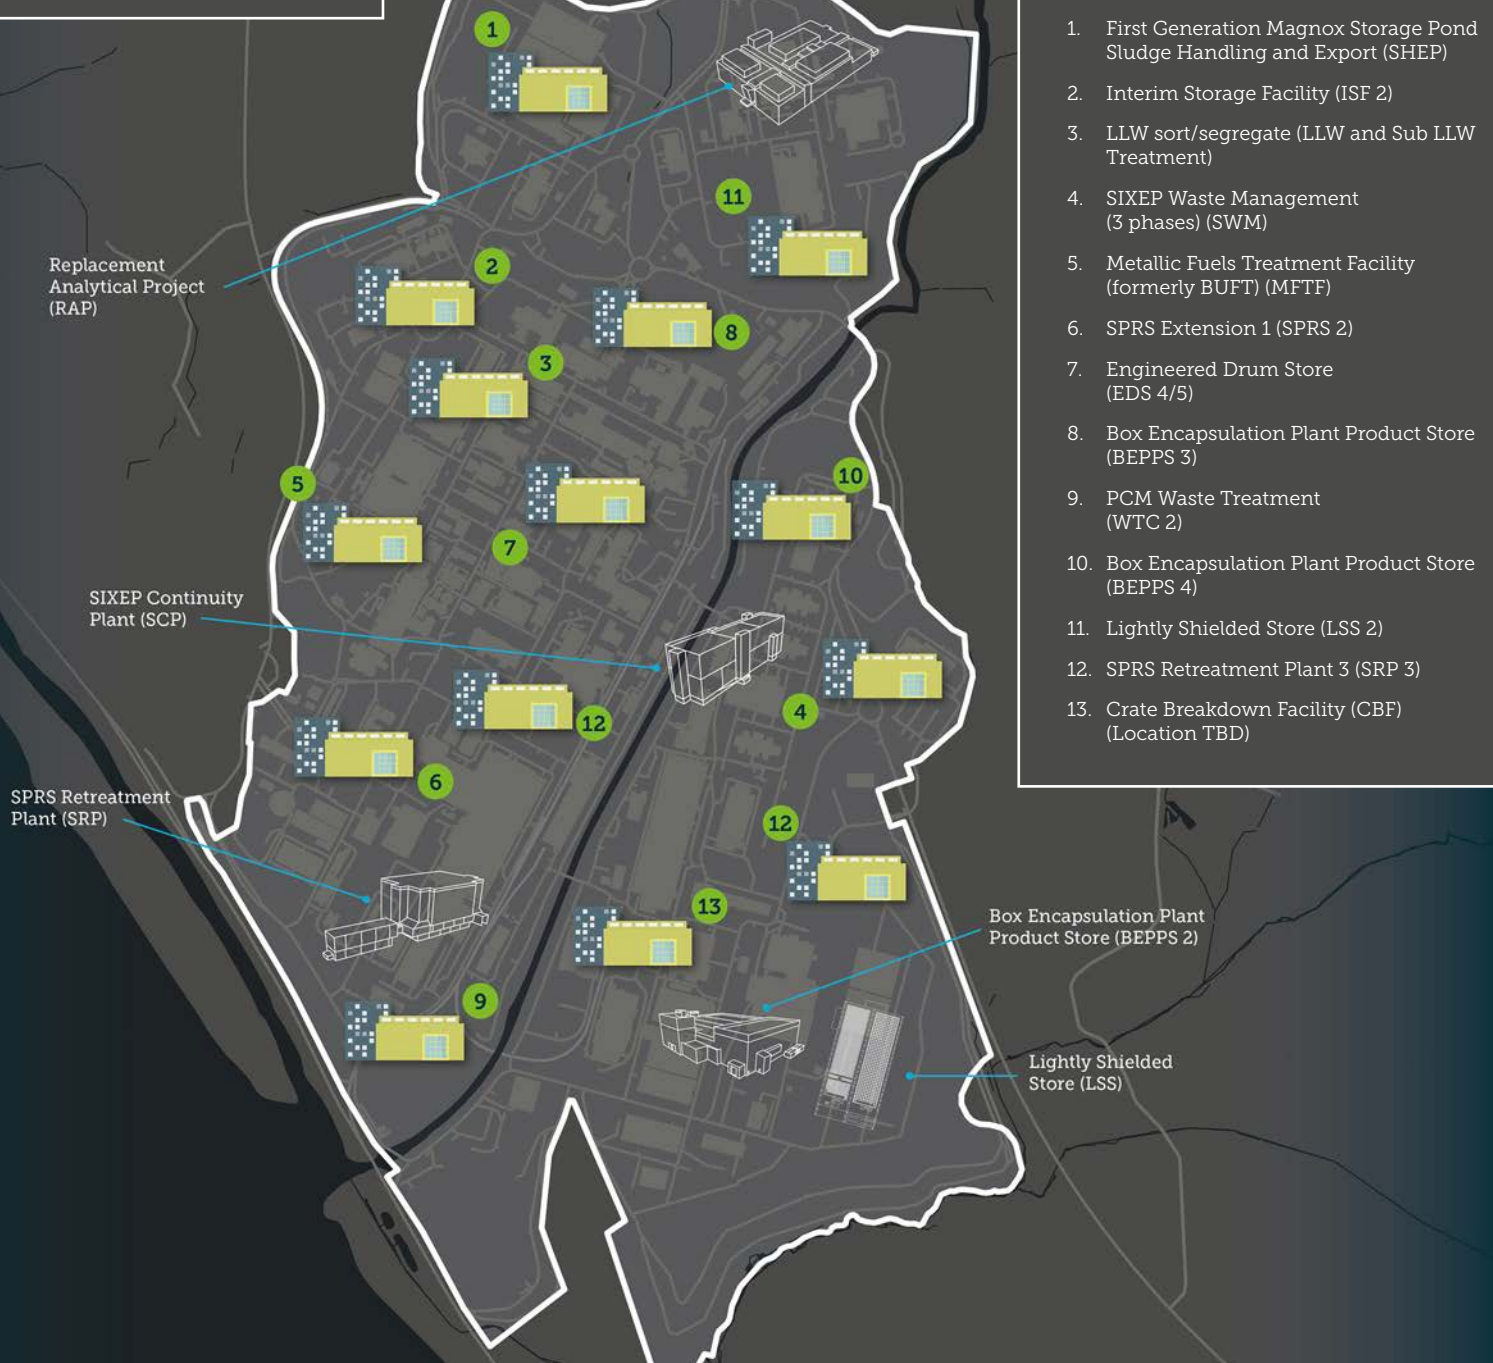 1
11
2
8
3
5
10
7
12
4
6
12
13
9
Replacement
Analytical Project
(RAP)
SIXEP Continuity
Plant (SCP)
SPRS Retreatment
Plant (SRP)
Box Encapsulation Plant
Product Store (BEPPS 2)
Lightly Shielded
Store (LSS)
1. First Generation Magnox Storage Pond
Sludge Handling and Export (SHEP)
2. Interim Storage Facility (ISF 2)
3. LLW sort/segregate (LLW and Sub LLW
Treatment)
4. SIXEP Waste Management
(3 phases) (SWM)
5. Metallic Fuels Treatment Facility
(formerly BUFT) (MFTF)
6. SPRS Extension 1 (SPRS 2)
7. Engineered Drum Store
(EDS 4/5)
8. Box Encapsulation Plant Product Store
(BEPPS 3)
9. PCM Waste Treatment
(WTC 2)
10. Box Encapsulation Plant Product Store
(BEPPS 4)
11. Lightly Shielded Store (LSS 2)
12. SPRS Retreatment Plant 3 (SRP 3)
13. Crate Breakdown Facility (CBF)
(Location TBD)